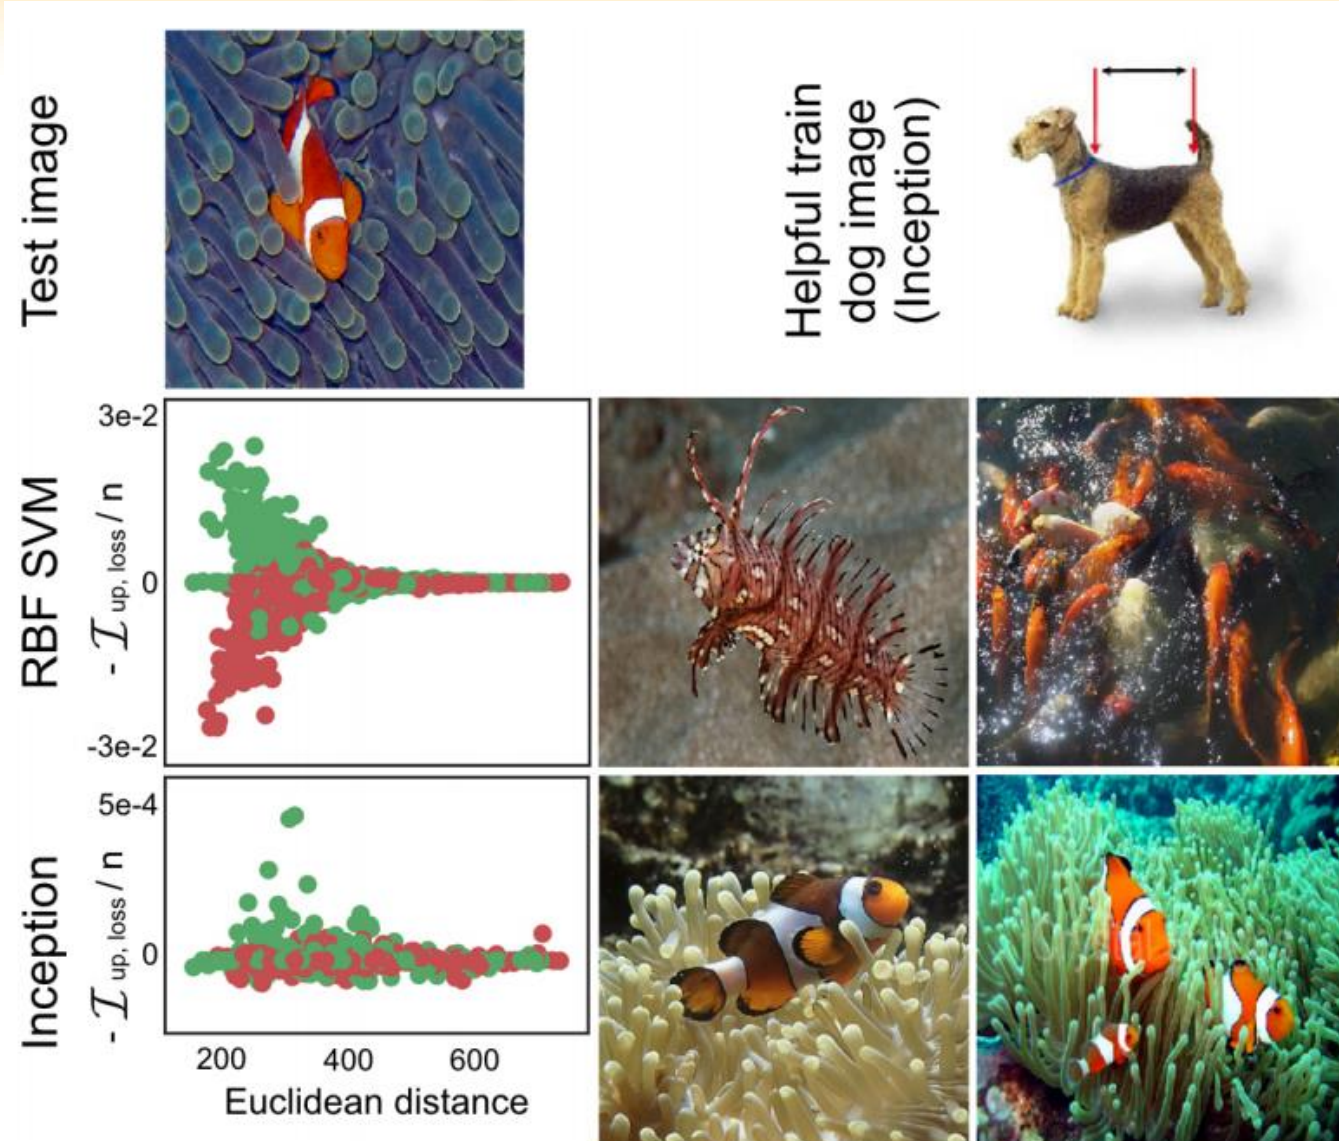 Test image
Helpful train
dog image
(Inception)
RBF SVM
- 𝓘 up, loss / n
3e-2
0
-3e-2
Inception
- 𝓘 up, loss / n
5e-4
0
200 400 600
Euclidean distance